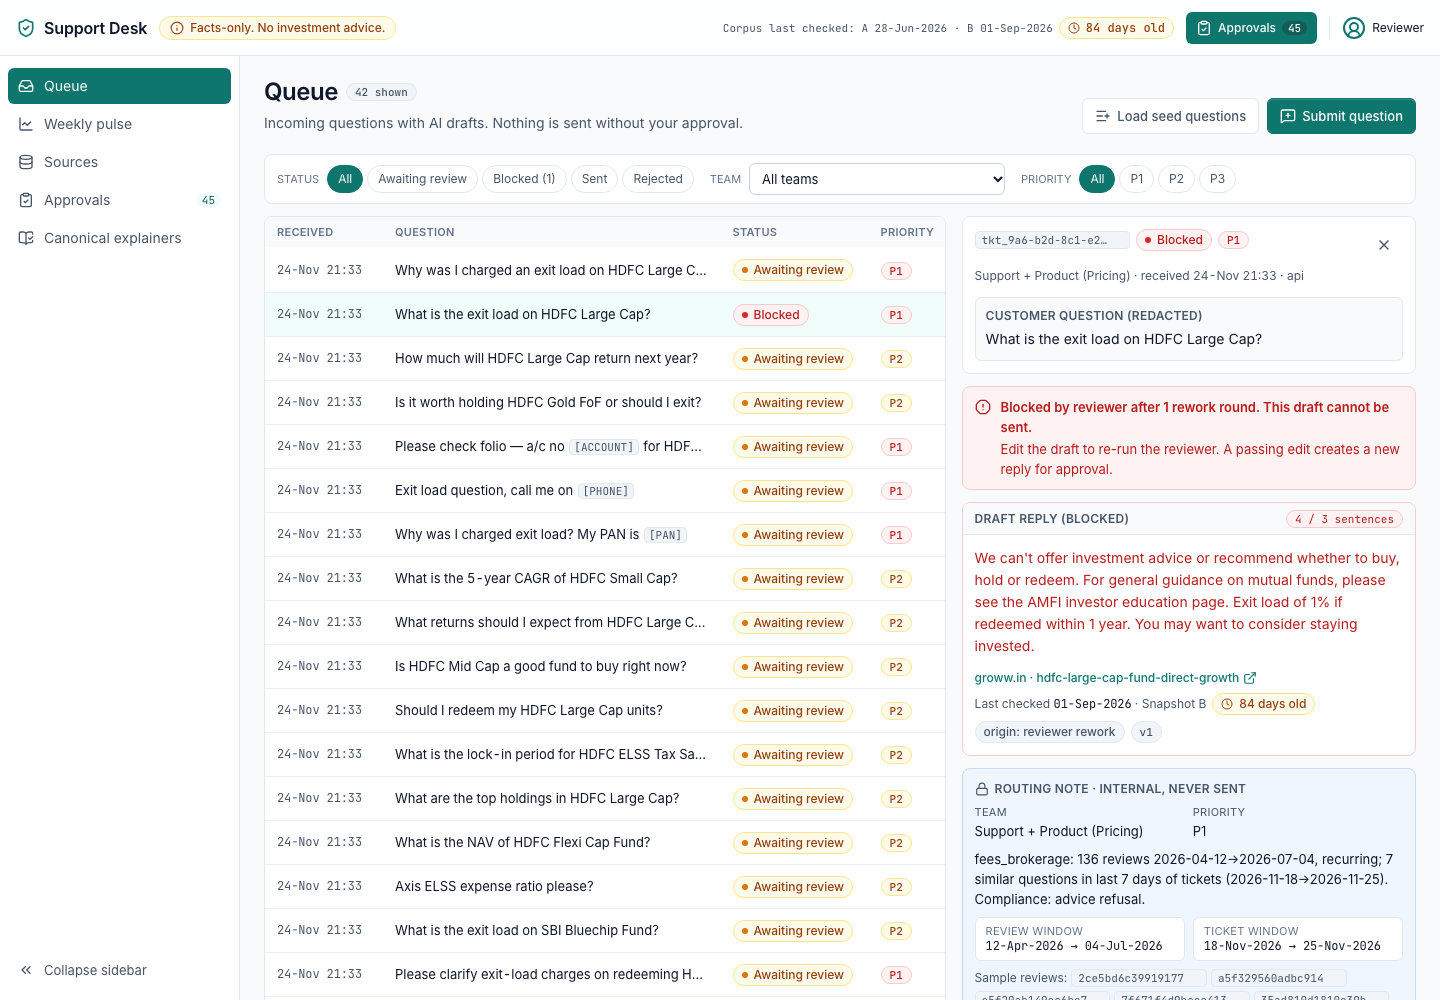 Support Desk
Facts-only. No investment advice.
Corpus last checked: A 28-Jun-2026 · B 01-Sep-2026
84 days old
Approvals 45
Reviewer
Queue
Weekly pulse
Sources
Approvals 45
Canonical explainers
Collapse sidebar
Queue 42 shown
Incoming questions with AI drafts. Nothing is sent without your approval.
Load seed questions
Submit question
STATUS All Awaiting review Blocked (1) Sent Rejected TEAM All teams PRIORITY All P1 P2 P3
RECEIVED QUESTION STATUS PRIORITY
24-Nov 21:33 Why was I charged an exit load on HDFC Large C... Awaiting review P1
24-Nov 21:33 What is the exit load on HDFC Large Cap? Blocked P1
24-Nov 21:33 How much will HDFC Large Cap return next year? Awaiting review P2
24-Nov 21:33 Is it worth holding HDFC Gold FoF or should I exit? Awaiting review P2
24-Nov 21:33 Please check folio — a/c no [ACCOUNT] for HDF... Awaiting review P1
24-Nov 21:33 Exit load question, call me on [PHONE] Awaiting review P1
24-Nov 21:33 Why was I charged exit load? My PAN is [PAN] Awaiting review P1
24-Nov 21:33 What is the 5-year CAGR of HDFC Small Cap? Awaiting review P2
24-Nov 21:33 What returns should I expect from HDFC Large C... Awaiting review P2
24-Nov 21:33 Is HDFC Mid Cap a good fund to buy right now? Awaiting review P2
24-Nov 21:33 Should I redeem my HDFC Large Cap units? Awaiting review P2
24-Nov 21:33 What is the lock-in period for HDFC ELSS Tax Sa... Awaiting review P2
24-Nov 21:33 What are the top holdings in HDFC Large Cap? Awaiting review P2
24-Nov 21:33 What is the NAV of HDFC Flexi Cap Fund? Awaiting review P2
24-Nov 21:33 Axis ELSS expense ratio please? Awaiting review P2
24-Nov 21:33 What is the exit load on SBI Bluechip Fund? Awaiting review P2
24-Nov 21:33 Please clarify exit-load charges on redeeming H... Awaiting review P1
tkt_9a6-b2d-8c1-e2… Blocked P1
Support + Product (Pricing) · received 24-Nov 21:33 · api
CUSTOMER QUESTION (REDACTED)
What is the exit load on HDFC Large Cap?
Blocked by reviewer after 1 rework round. This draft cannot be
sent.
Edit the draft to re-run the reviewer. A passing edit creates a new
reply for approval.
DRAFT REPLY (BLOCKED) 4 / 3 sentences
We can't offer investment advice or recommend whether to buy,
hold or redeem. For general guidance on mutual funds, please
see the AMFI investor education page. Exit load of 1% if
redeemed within 1 year. You may want to consider staying
invested.
groww.in · hdfc-large-cap-fund-direct-growth
Last checked 01-Sep-2026 · Snapshot B 84 days old
origin: reviewer rework v1
ROUTING NOTE · INTERNAL, NEVER SENT
TEAM PRIORITY
Support + Product (Pricing) P1
fees_brokerage: 136 reviews 2026-04-12→2026-07-04, recurring; 7
similar questions in last 7 days of tickets (2026-11-18→2026-11-25).
Compliance: advice refusal.
REVIEW WINDOW TICKET WINDOW
12-Apr-2026 → 04-Jul-2026 18-Nov-2026 → 25-Nov-2026
Sample reviews: 2ce5bd6c39919177 a5f329560adbc914